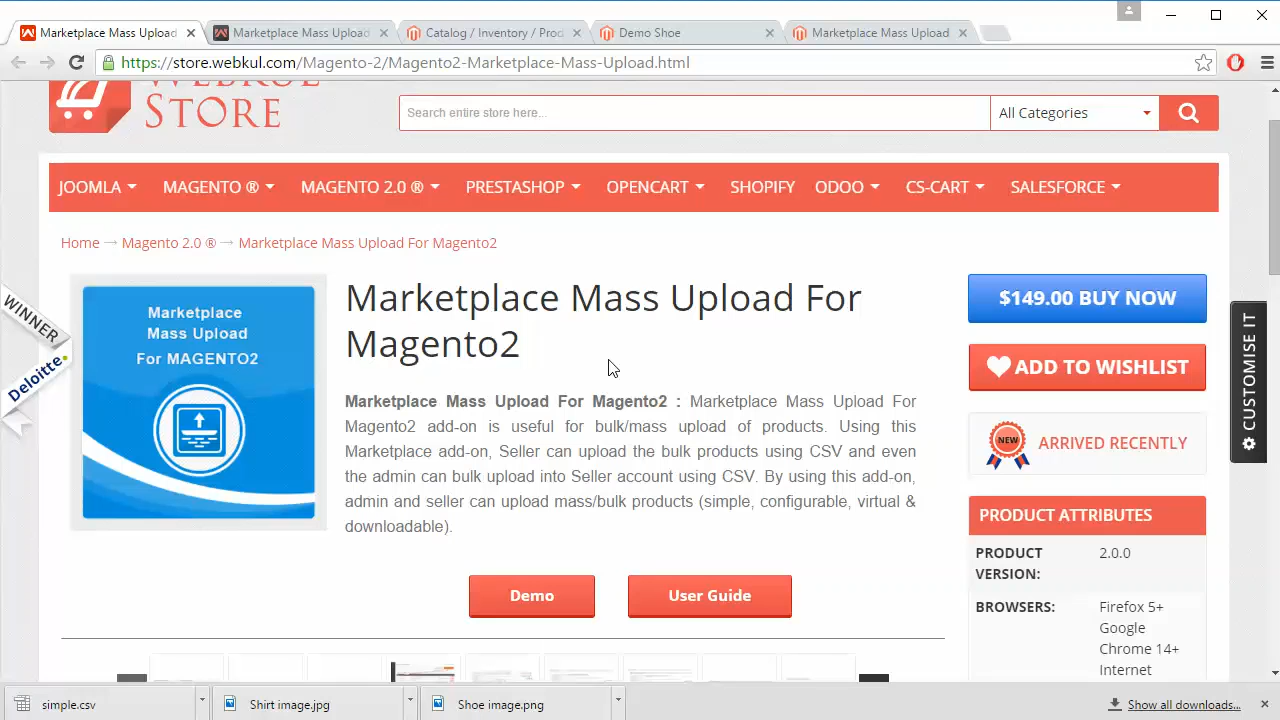 Marketplace Mass Upload
Marketplace Mass Upload
Catalog / Inventory / Prod
Demo Shoe
Marketplace Mass Upload
https://store.webkul.com/Magento-2/Magento2-Marketplace-Mass-Upload.html
WEBKUL
STORE
Search entire store here...
All Categories
JOOMLA
MAGENTO ®
MAGENTO 2.0 ®
PRESTASHOP
OPENCART
SHOPIFY
ODOO
CS-CART
SALESFORCE
Home → Magento 2.0 ® → Marketplace Mass Upload For Magento2
WINNER
Deloitte.
Marketplace
Mass Upload
For MAGENTO2
Marketplace Mass Upload For
Magento2
Marketplace Mass Upload For Magento2 : Marketplace Mass Upload For
Magento2 add-on is useful for bulk/mass upload of products. Using this
Marketplace add-on, Seller can upload the bulk products using CSV and even
the admin can bulk upload into Seller account using CSV. By using this add-on,
admin and seller can upload mass/bulk products (simple, configurable, virtual &
downloadable).
Demo
User Guide
$149.00 BUY NOW
ADD TO WISHLIST
NEW
ARRIVED RECENTLY
PRODUCT ATTRIBUTES
PRODUCT
VERSION:
2.0.0
BROWSERS:
Firefox 5+
Google
Chrome 14+
Internet
CUSTOMISE IT
simple.csv
Shirt image.jpg
Shoe image.png
Show all downloads...